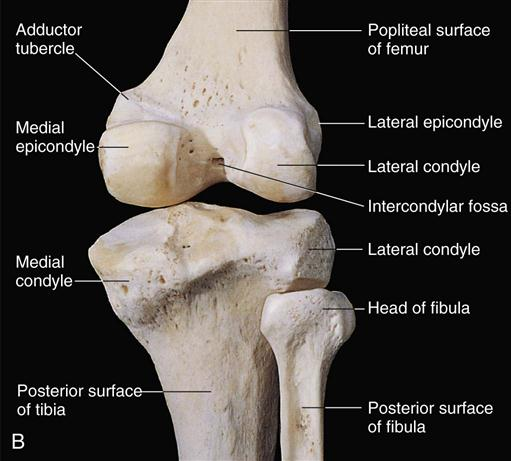 Adductor
tubercle
Medial
epicondyle
Medial
condyle
Posterior surface
of tibia
B
Popliteal surface
of femur
Lateral epicondyle
Lateral condyle
Intercondylar fossa
Lateral condyle
Head of fibula
Posterior surface
of fibula